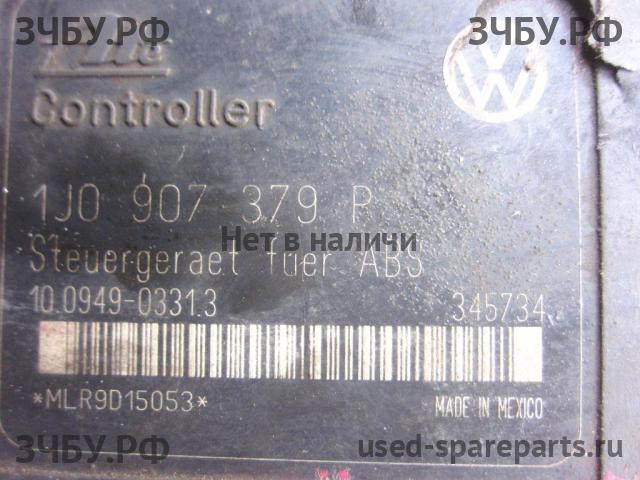 ЗЧБУ.РФ ЗЧБУ.РФ
Controller
1J0 907 379 P
Нет в наличи
Steuergeraet fuer ABS
10.0949-0331.3 345734
*MLR9D15053* MADE IN MEXICO
ЗЧБУ.РФ used-spareparts.ru